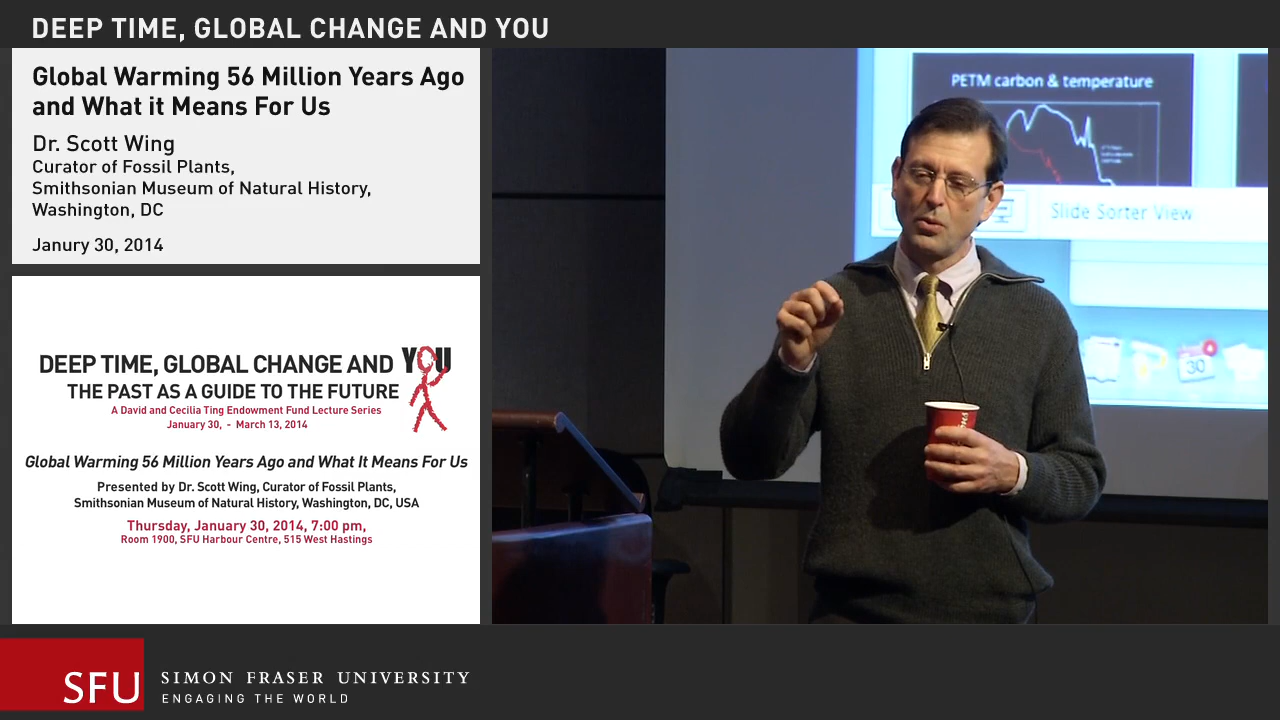 DEEP TIME, GLOBAL CHANGE AND YOU
Global Warming 56 Million Years Ago
and What it Means For Us
Dr. Scott Wing
Curator of Fossil Plants,
Smithsonian Museum of Natural History,
Washington, DC
Janury 30, 2014
DEEP TIME, GLOBAL CHANGE AND YOU
THE PAST AS A GUIDE TO THE FUTURE
A David and Cecilia Ting Endowment Fund Lecture Series
January 30, - March 13, 2014
Global Warming 56 Million Years Ago and What It Means For Us
Presented by Dr. Scott Wing, Curator of Fossil Plants,
Smithsonian Museum of Natural History, Washington, DC, USA
Thursday, January 30, 2014, 7:00 pm,
Room 1900, SFU Harbour Centre, 515 West Hastings
PETM carbon & temperature
Slide Sorter View
30
SFU
SIMON FRASER UNIVERSITY
ENGAGING THE WORLD